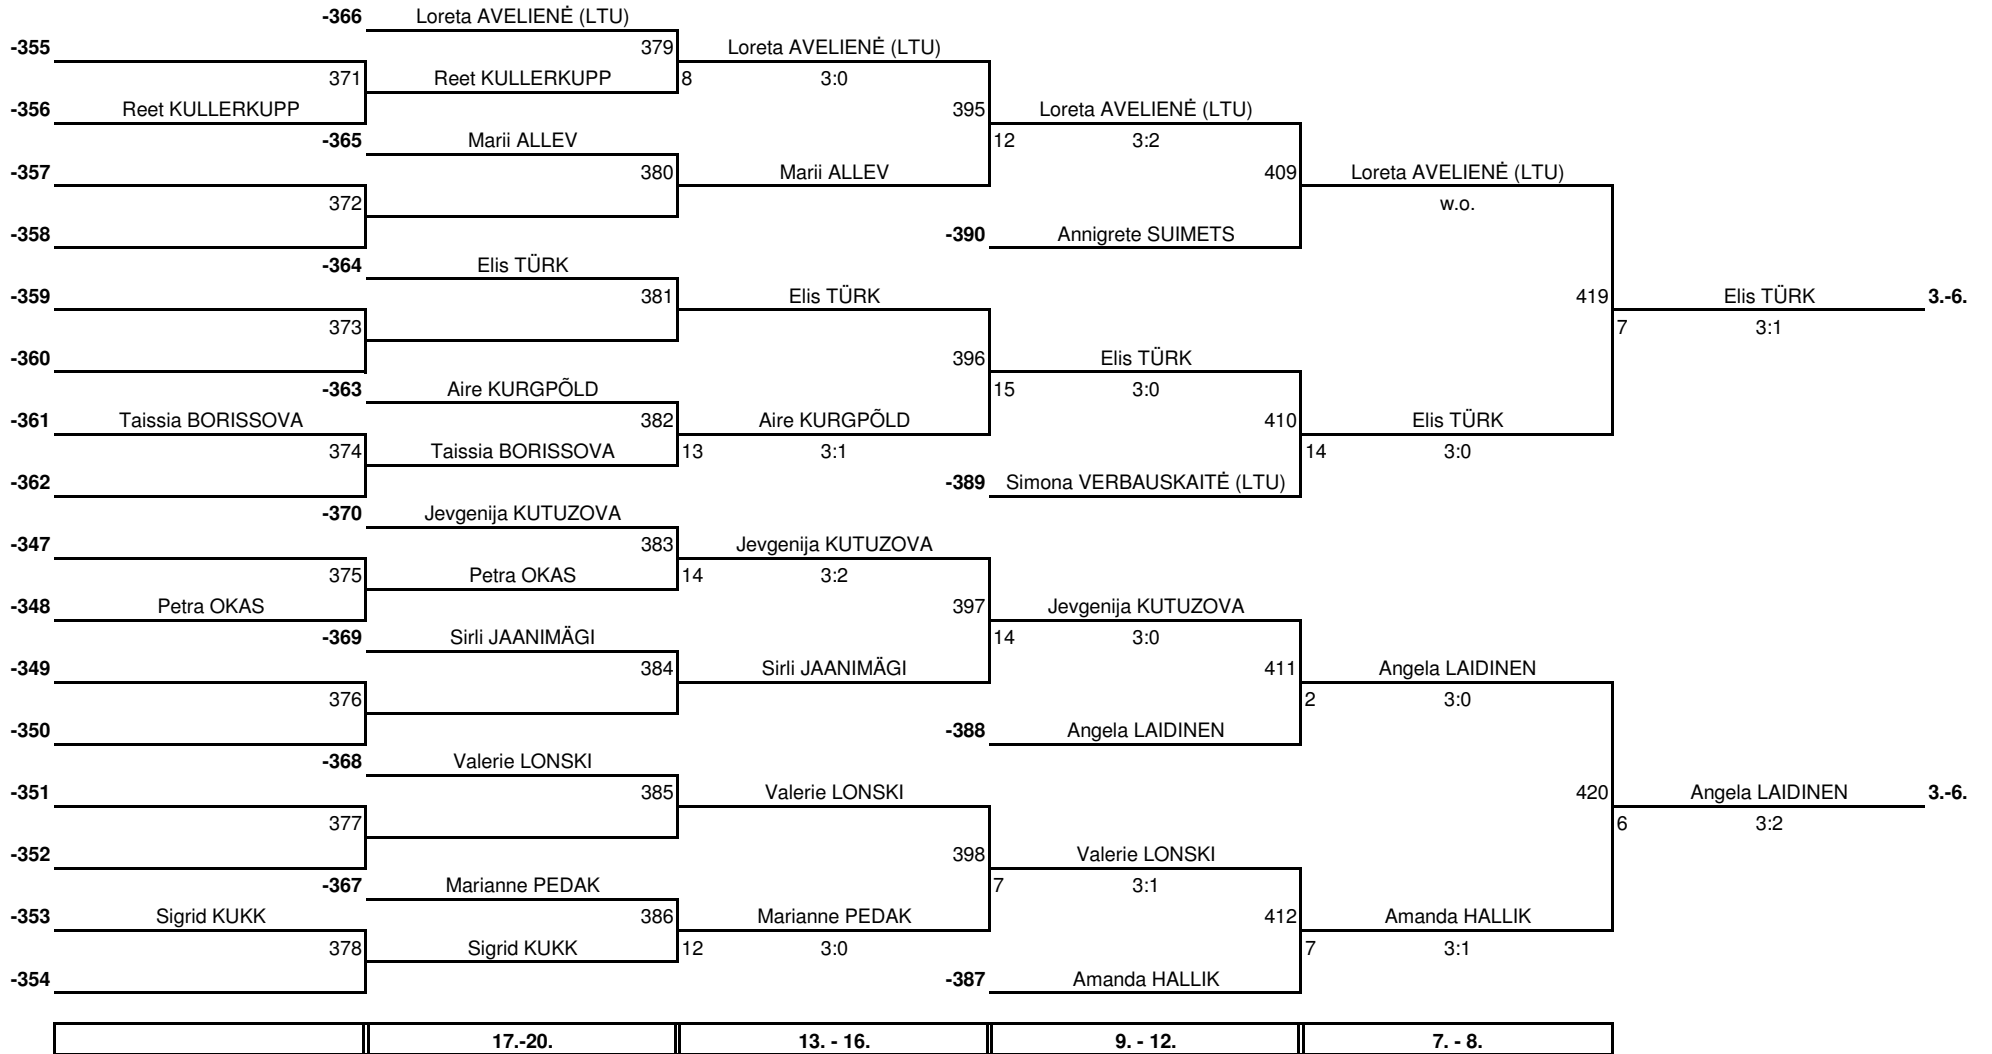 -366 Loreta AVELIENĖ (LTU)
-355 379 Loreta AVELIENĖ (LTU)
371 Reet KULLERKUPP 8 3:0
-356 Reet KULLERKUPP 395 Loreta AVELIENĖ (LTU)
-365 Marii ALLEV 12 3:2
-357 380 Marii ALLEV 409 Loreta AVELIENĖ (LTU)
372 w.o.
-358 -390 Annigrete SUIMETS
-364 Elis TÜRK
-359 381 Elis TÜRK 419 Elis TÜRK 3.-6.
373 7 3:1
-360 396 Elis TÜRK
-363 Aire KURGPÕLD 15 3:0
-361 Taissia BORISSOVA 382 Aire KURGPÕLD 410 Elis TÜRK
374 Taissia BORISSOVA 13 3:1 14 3:0
-362 -389 Simona VERBAUSKAITĖ (LTU)
-370 Jevgenija KUTUZOVA
-347 383 Jevgenija KUTUZOVA
375 Petra OKAS 14 3:2
-348 Petra OKAS 397 Jevgenija KUTUZOVA
-369 Sirli JAANIMÄGI 14 3:0
-349 384 Sirli JAANIMÄGI 411 Angela LAIDINEN
376 2 3:0
-350 -388 Angela LAIDINEN
-368 Valerie LONSKI
-351 385 Valerie LONSKI 420 Angela LAIDINEN 3.-6.
377 6 3:2
-352 398 Valerie LONSKI
-367 Marianne PEDAK 7 3:1
-353 Sigrid KUKK 386 Marianne PEDAK 412 Amanda HALLIK
378 Sigrid KUKK 12 3:0 7 3:1
-354 -387 Amanda HALLIK
17.-20. 13. - 16. 9. - 12. 7. - 8.